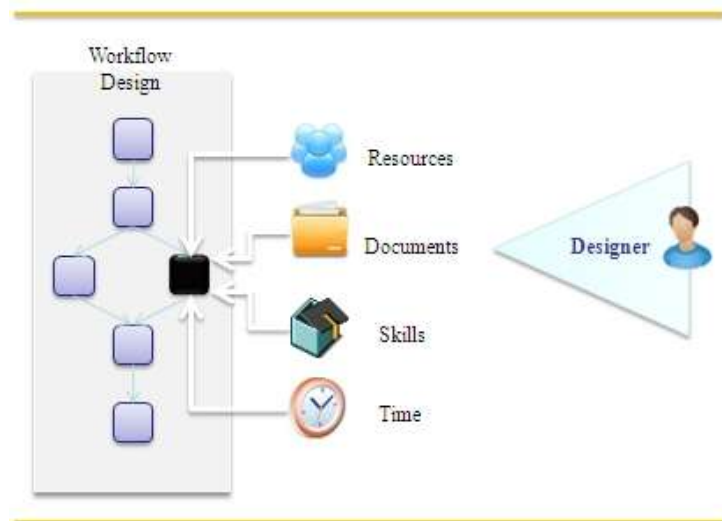 Workflow
Design
Resources
Documents
Designer
Skills
Time